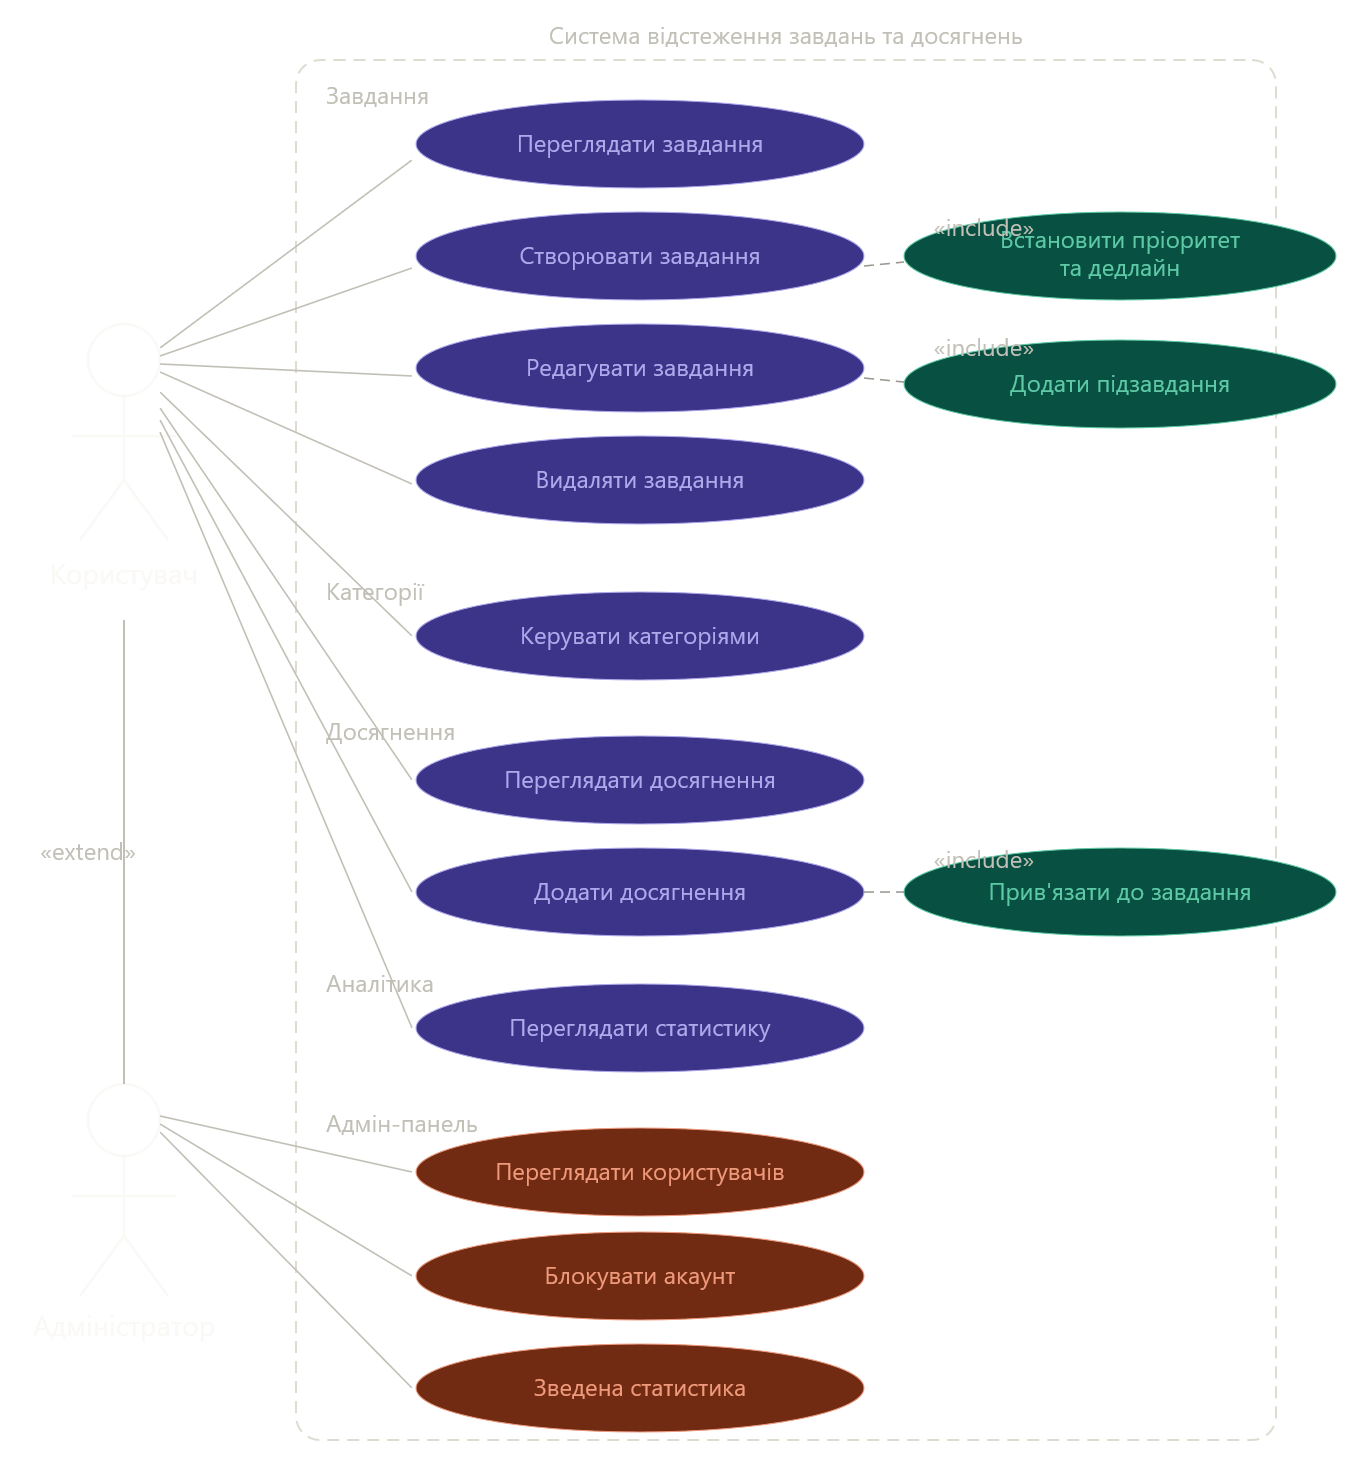 Система відстеження завдань та досягнень
Завдання
Переглядати завдання
Створювати завдання
«include»
Встановити пріоритет
та дедлайн
Редагувати завдання
«include»
Додати підзавдання
Видаляти завдання
Користувач
Категорії
Керувати категоріями
Досягнення
Переглядати досягнення
«extend»
Додати досягнення
«include»
Прив'язати до завдання
Аналітика
Переглядати статистику
Адмін-панель
Переглядати користувачів
Блокувати акаунт
Адміністратор
Зведена статистика